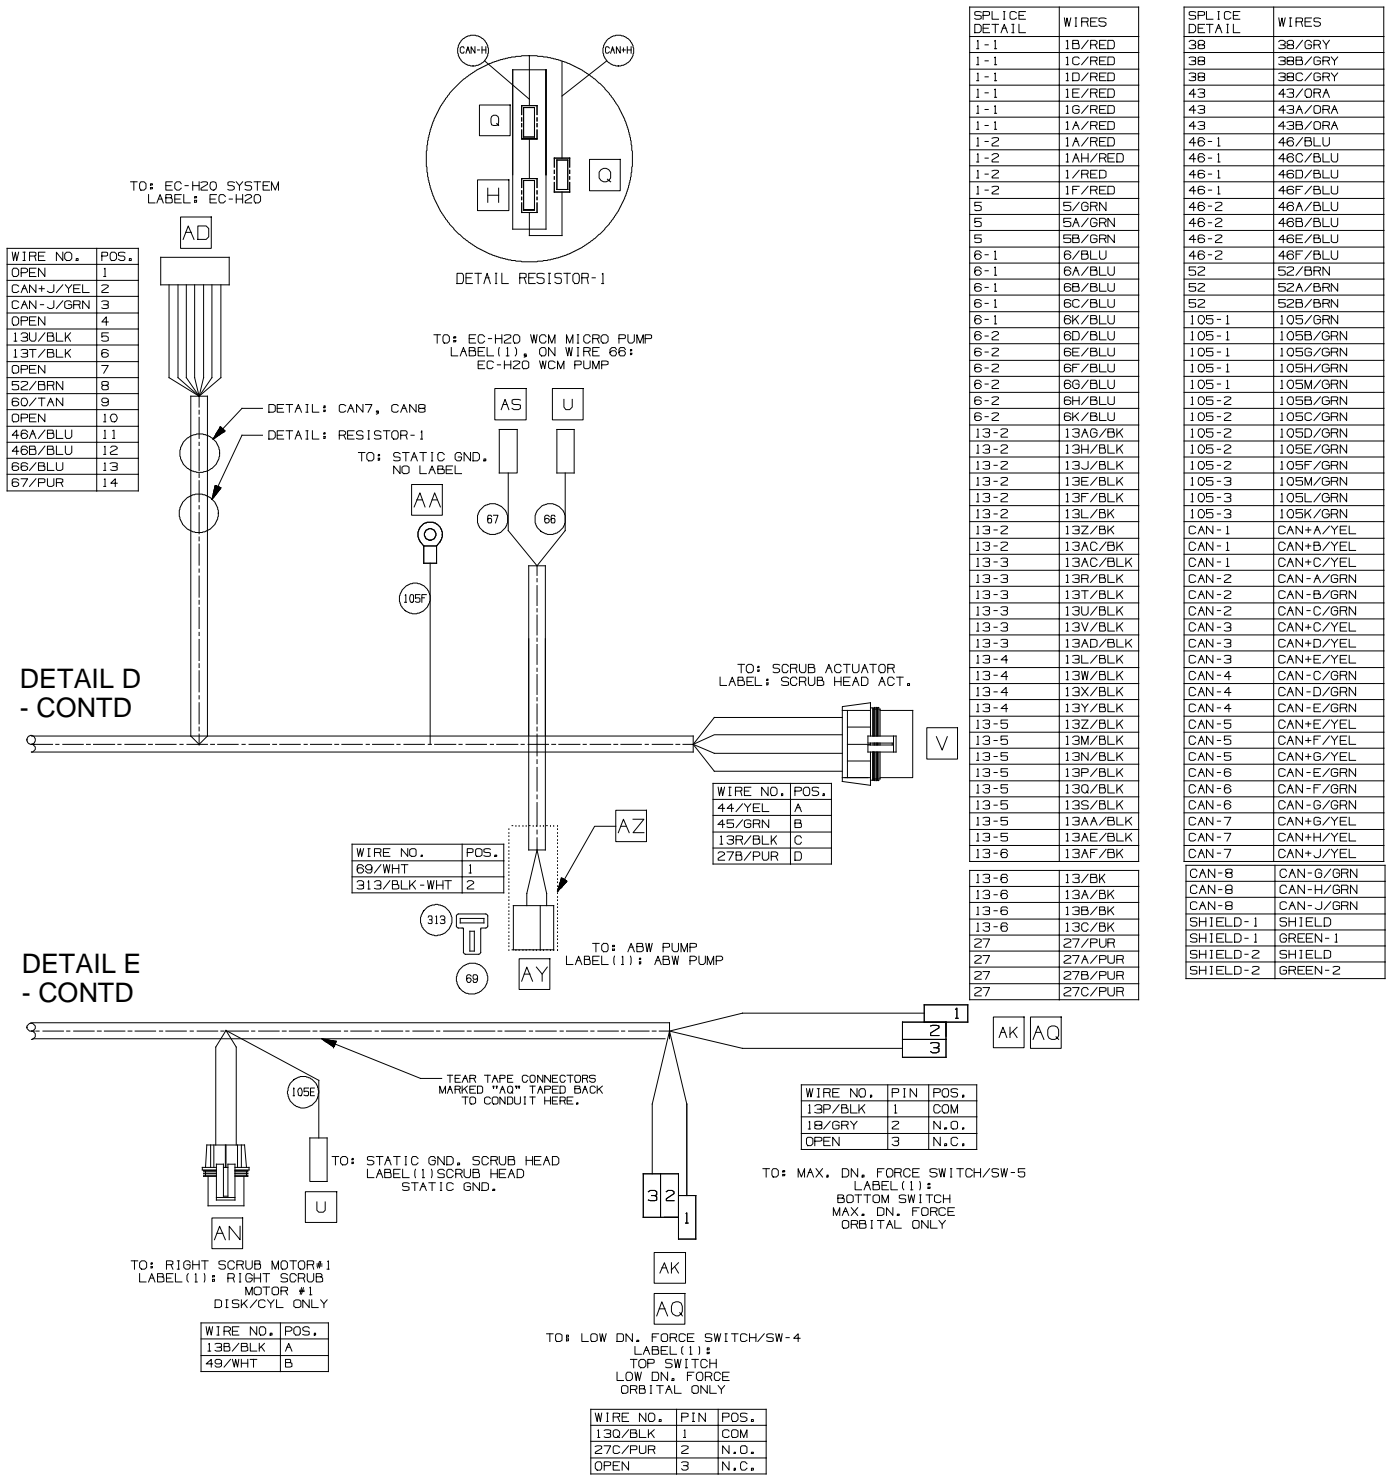 CAN-H
CAN+H
Q
H
Q
DETAIL RESISTOR-1
TO: EC-H2O SYSTEM
LABEL: EC-H2O
AD
WIRE NO. POS.
OPEN 1
CAN+J/YEL 2
CAN-J/GRN 3
OPEN 4
13U/BLK 5
13T/BLK 6
OPEN 7
52/BRN 8
60/TAN 9
OPEN 10
46A/BLU 11
46B/BLU 12
66/BLU 13
67/PUR 14
DETAIL: CAN7, CAN8
DETAIL: RESISTOR-1
TO: STATIC GND.
NO LABEL
AA
105F
TO: EC-H2O WCM MICRO PUMP
LABEL(1), ON WIRE 66:
EC-H2O WCM PUMP
AS
U
67
66
DETAIL D
- CONTD
TO: SCRUB ACTUATOR
LABEL: SCRUB HEAD ACT.
V
WIRE NO. POS.
44/YEL A
45/GRN B
13R/BLK C
27B/PUR D
AZ
WIRE NO. POS.
69/WHT 1
313/BLK-WHT 2
313
69
AY
TO: ABW PUMP
LABEL(1): ABW PUMP
DETAIL E
- CONTD
TEAR TAPE CONNECTORS
MARKED "AQ" TAPED BACK
TO CONDUIT HERE.
105E
TO: STATIC GND. SCRUB HEAD
LABEL(1)SCRUB HEAD
STATIC GND.
U
AN
TO: RIGHT SCRUB MOTOR#1
LABEL(1): RIGHT SCRUB
MOTOR #1
DISK/CYL ONLY
WIRE NO. POS.
13B/BLK A
49/WHT B
1
2
3
AK
AQ
WIRE NO. PIN POS.
13P/BLK 1 COM
18/GRY 2 N.O.
OPEN 3 N.C.
TO: MAX. DN. FORCE SWITCH/SW-5
LABEL(1):
BOTTOM SWITCH
MAX. DN. FORCE
ORBITAL ONLY
3 2
1
AK
AQ
TO: LOW DN. FORCE SWITCH/SW-4
LABEL(1):
TOP SWITCH
LOW DN. FORCE
ORBITAL ONLY
WIRE NO. PIN POS.
13Q/BLK 1 COM
27C/PUR 2 N.O.
OPEN 3 N.C.
SPLICE
DETAIL WIRES
1-1 1B/RED
1-1 1C/RED
1-1 1D/RED
1-1 1E/RED
1-1 1G/RED
1-1 1A/RED
1-2 1A/RED
1-2 1AH/RED
1-2 1/RED
1-2 1F/RED
5 5/GRN
5 5A/GRN
5 5B/GRN
6-1 6/BLU
6-1 6A/BLU
6-1 6B/BLU
6-1 6C/BLU
6-1 6K/BLU
6-2 6D/BLU
6-2 6E/BLU
6-2 6F/BLU
6-2 6G/BLU
6-2 6H/BLU
6-2 6K/BLU
13-2 13AG/BK
13-2 13H/BLK
13-2 13J/BLK
13-2 13E/BLK
13-2 13F/BLK
13-2 13L/BK
13-2 13Z/BK
13-2 13AC/BK
13-3 13AC/BLK
13-3 13R/BLK
13-3 13T/BLK
13-3 13U/BLK
13-3 13V/BLK
13-3 13AD/BLK
13-4 13L/BLK
13-4 13W/BLK
13-4 13X/BLK
13-4 13Y/BLK
13-5 13Z/BLK
13-5 13M/BLK
13-5 13N/BLK
13-5 13P/BLK
13-5 13Q/BLK
13-5 13S/BLK
13-5 13AA/BLK
13-5 13AE/BLK
13-6 13AF/BK
13-6 13/BK
13-6 13A/BK
13-6 13B/BK
13-6 13C/BK
27 27/PUR
27 27A/PUR
27 27B/PUR
27 27C/PUR
SPLICE
DETAIL WIRES
38 38/GRY
38 38B/GRY
38 38C/GRY
43 43/ORA
43 43A/ORA
43 43B/ORA
46-1 46/BLU
46-1 46C/BLU
46-1 46D/BLU
46-1 46F/BLU
46-2 46A/BLU
46-2 46B/BLU
46-2 46E/BLU
46-2 46F/BLU
52 52/BRN
52 52A/BRN
52 52B/BRN
105-1 105/GRN
105-1 105B/GRN
105-1 105G/GRN
105-1 105H/GRN
105-1 105M/GRN
105-2 105B/GRN
105-2 105C/GRN
105-2 105D/GRN
105-2 105E/GRN
105-2 105F/GRN
105-3 105M/GRN
105-3 105L/GRN
105-3 105K/GRN
CAN-1 CAN+A/YEL
CAN-1 CAN+B/YEL
CAN-1 CAN+C/YEL
CAN-2 CAN-A/GRN
CAN-2 CAN-B/GRN
CAN-2 CAN-C/GRN
CAN-3 CAN+C/YEL
CAN-3 CAN+D/YEL
CAN-3 CAN+E/YEL
CAN-4 CAN-C/GRN
CAN-4 CAN-D/GRN
CAN-4 CAN-E/GRN
CAN-5 CAN+E/YEL
CAN-5 CAN+F/YEL
CAN-5 CAN+G/YEL
CAN-6 CAN-E/GRN
CAN-6 CAN-F/GRN
CAN-6 CAN-G/GRN
CAN-7 CAN+G/YEL
CAN-7 CAN+H/YEL
CAN-7 CAN+J/YEL
CAN-8 CAN-G/GRN
CAN-8 CAN-H/GRN
CAN-8 CAN-J/GRN
SHIELD-1 SHIELD
SHIELD-1 GREEN-1
SHIELD-2 SHIELD
SHIELD-2 GREEN-2